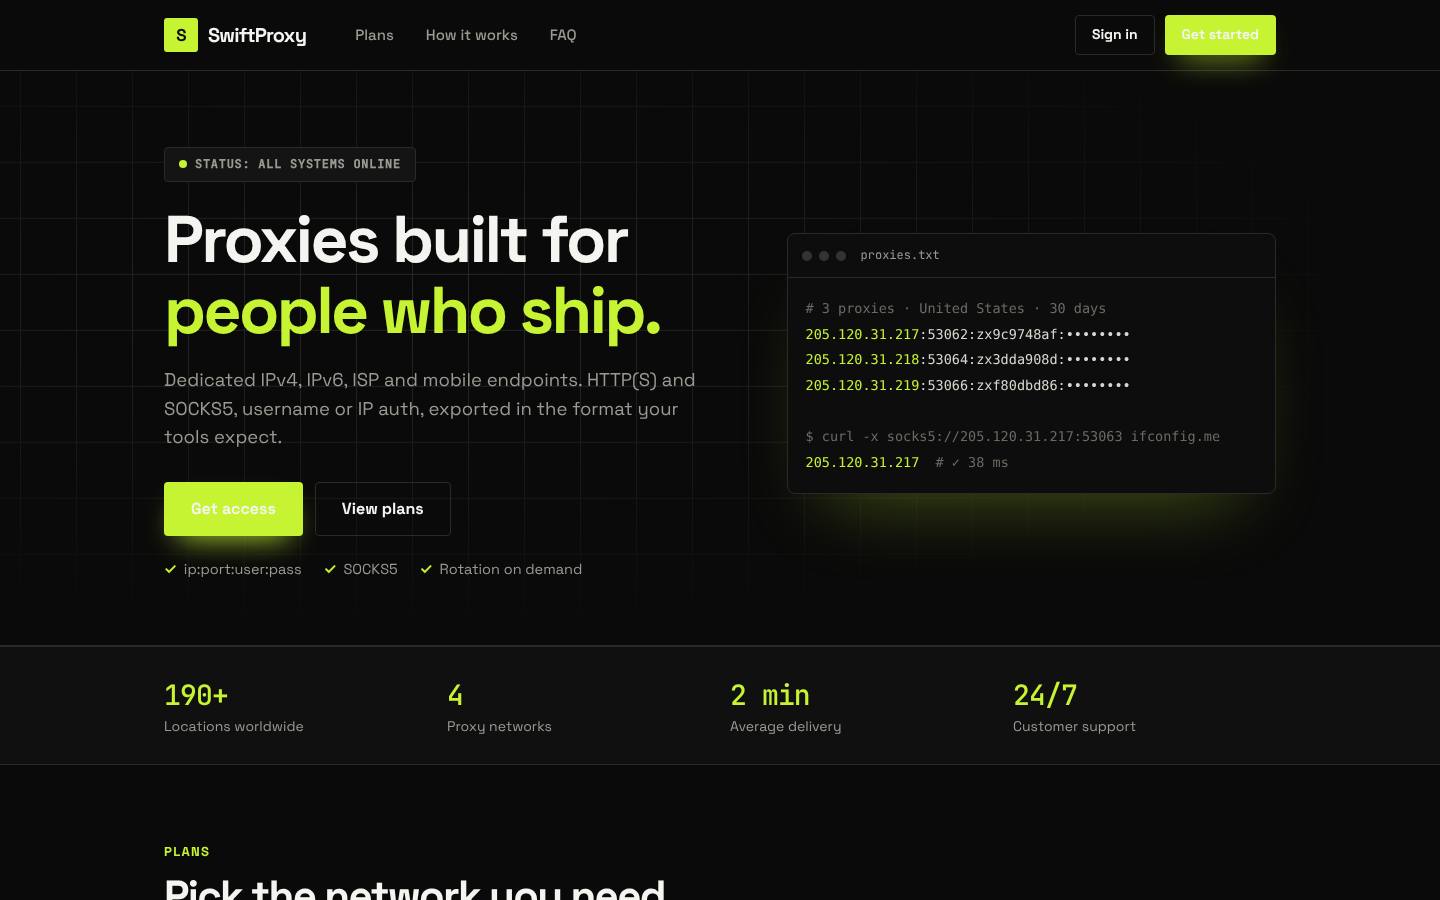 S SwiftProxy Plans How it works FAQ Sign in Get started
STATUS: ALL SYSTEMS ONLINE
Proxies built for
people who ship.
Dedicated IPv4, IPv6, ISP and mobile endpoints. HTTP(S) and
SOCKS5, username or IP auth, exported in the format your
tools expect.
Get access View plans
✓ ip:port:user:pass ✓ SOCKS5 ✓ Rotation on demand
proxies.txt
# 3 proxies · United States · 30 days
205.120.31.217:53062:zx9c9748af:••••••••
205.120.31.218:53064:zx3dda908d:••••••••
205.120.31.219:53066:zxf80dbd86:••••••••
$ curl -x socks5://205.120.31.217:53063 ifconfig.me
205.120.31.217 # ✓ 38 ms
190+ 4 2 min 24/7
Locations worldwide Proxy networks Average delivery Customer support
PLANS
Pick the network you need